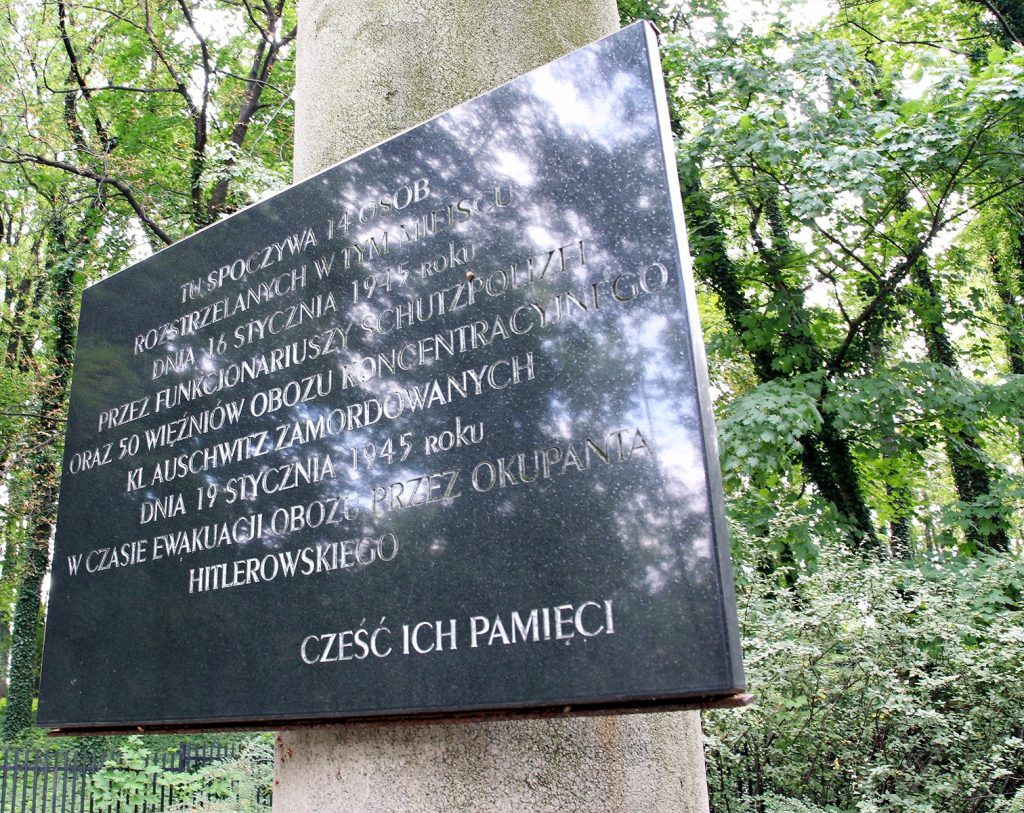 TU SPOCZYWA 14 OSÓB
ROZSTRZELANYCH W TYM MIEJSCU
DNIA 16 STYCZNIA 1945 ROKU
PRZEZ FUNKCJONARIUSZY SCHUTZPOLIZEI
ORAZ 50 WIĘŹNIÓW OBOZU KONCENTRACYJNEGO
KL AUSCHWITZ ZAMORDOWANYCH
DNIA 19 STYCZNIA 1945 ROKU
W CZASIE EWAKUACJI OBOZU PRZEZ OKUPANTA
HITLEROWSKIEGO
CZEŚĆ ICH PAMIĘCI